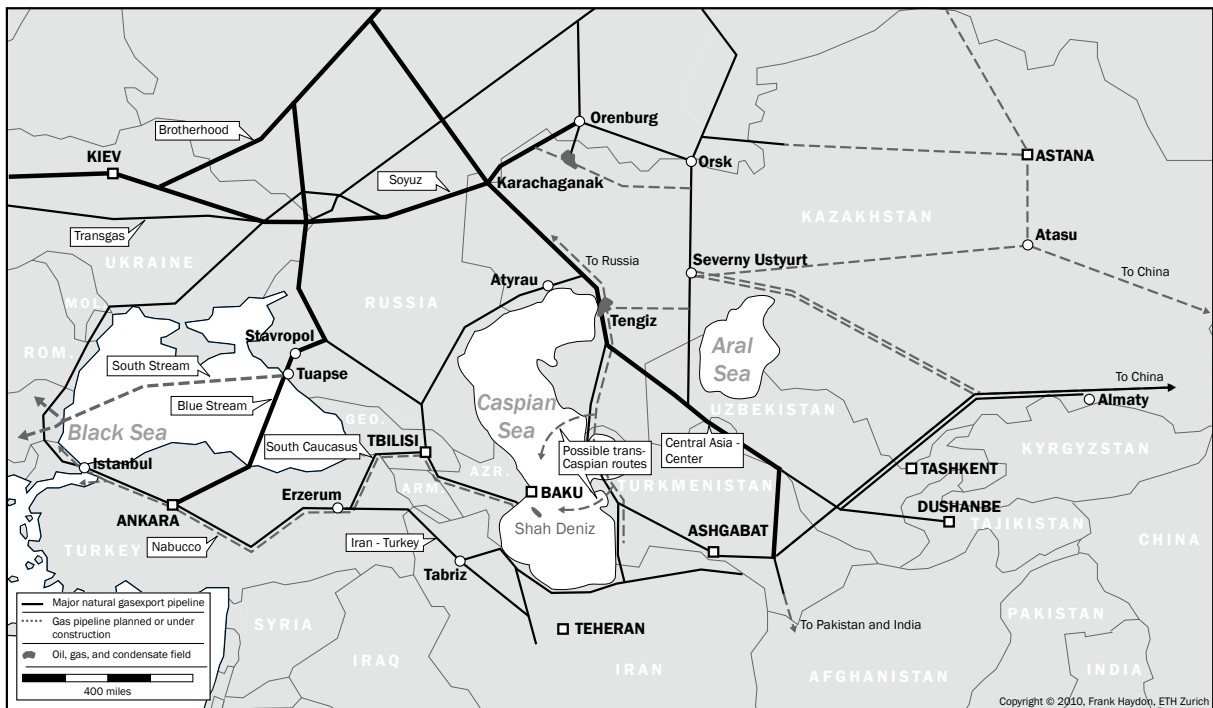 Brotherhood
Orenburg
KIEV
Orsk
ASTANA
Karachaganak
Soyuz
KAZAKHSTAN
Transgas
Atasu
UKRAINE
To Russia
Severny Ustyurt
To China
Atyrau
MOL.
RUSSIA
Tengiz
Stavropol
Aral
Sea
ROM.
South Stream
Tuapse
To China
Blue Stream
Caspian
Sea
Almaty
GEO.
UZBEKISTAN
Black Sea
South Caucasus
TBILISI
Central Asia -
Center
KYRGYZSTAN
Possible trans-
Caspian routes
Istanbul
AZR.
TASHKENT
ARM.
TURKMENISTAN
Erzerum
BAKU
DUSHANBE
ANKARA
Shah Deniz
ASHGABAT
TAJIKISTAN
CHINA
TURKEY
Nabucco
Iran - Turkey
Tabriz
Major natural gasexport pipeline
Gas pipeline planned or under
construction
Oil, gas, and condensate field
400 miles
SYRIA
TEHERAN
To Pakistan and India
PAKISTAN
IRAQ
IRAN
AFGHANISTAN
INDIA
Copyright © 2010, Frank Haydon, ETH Zurich